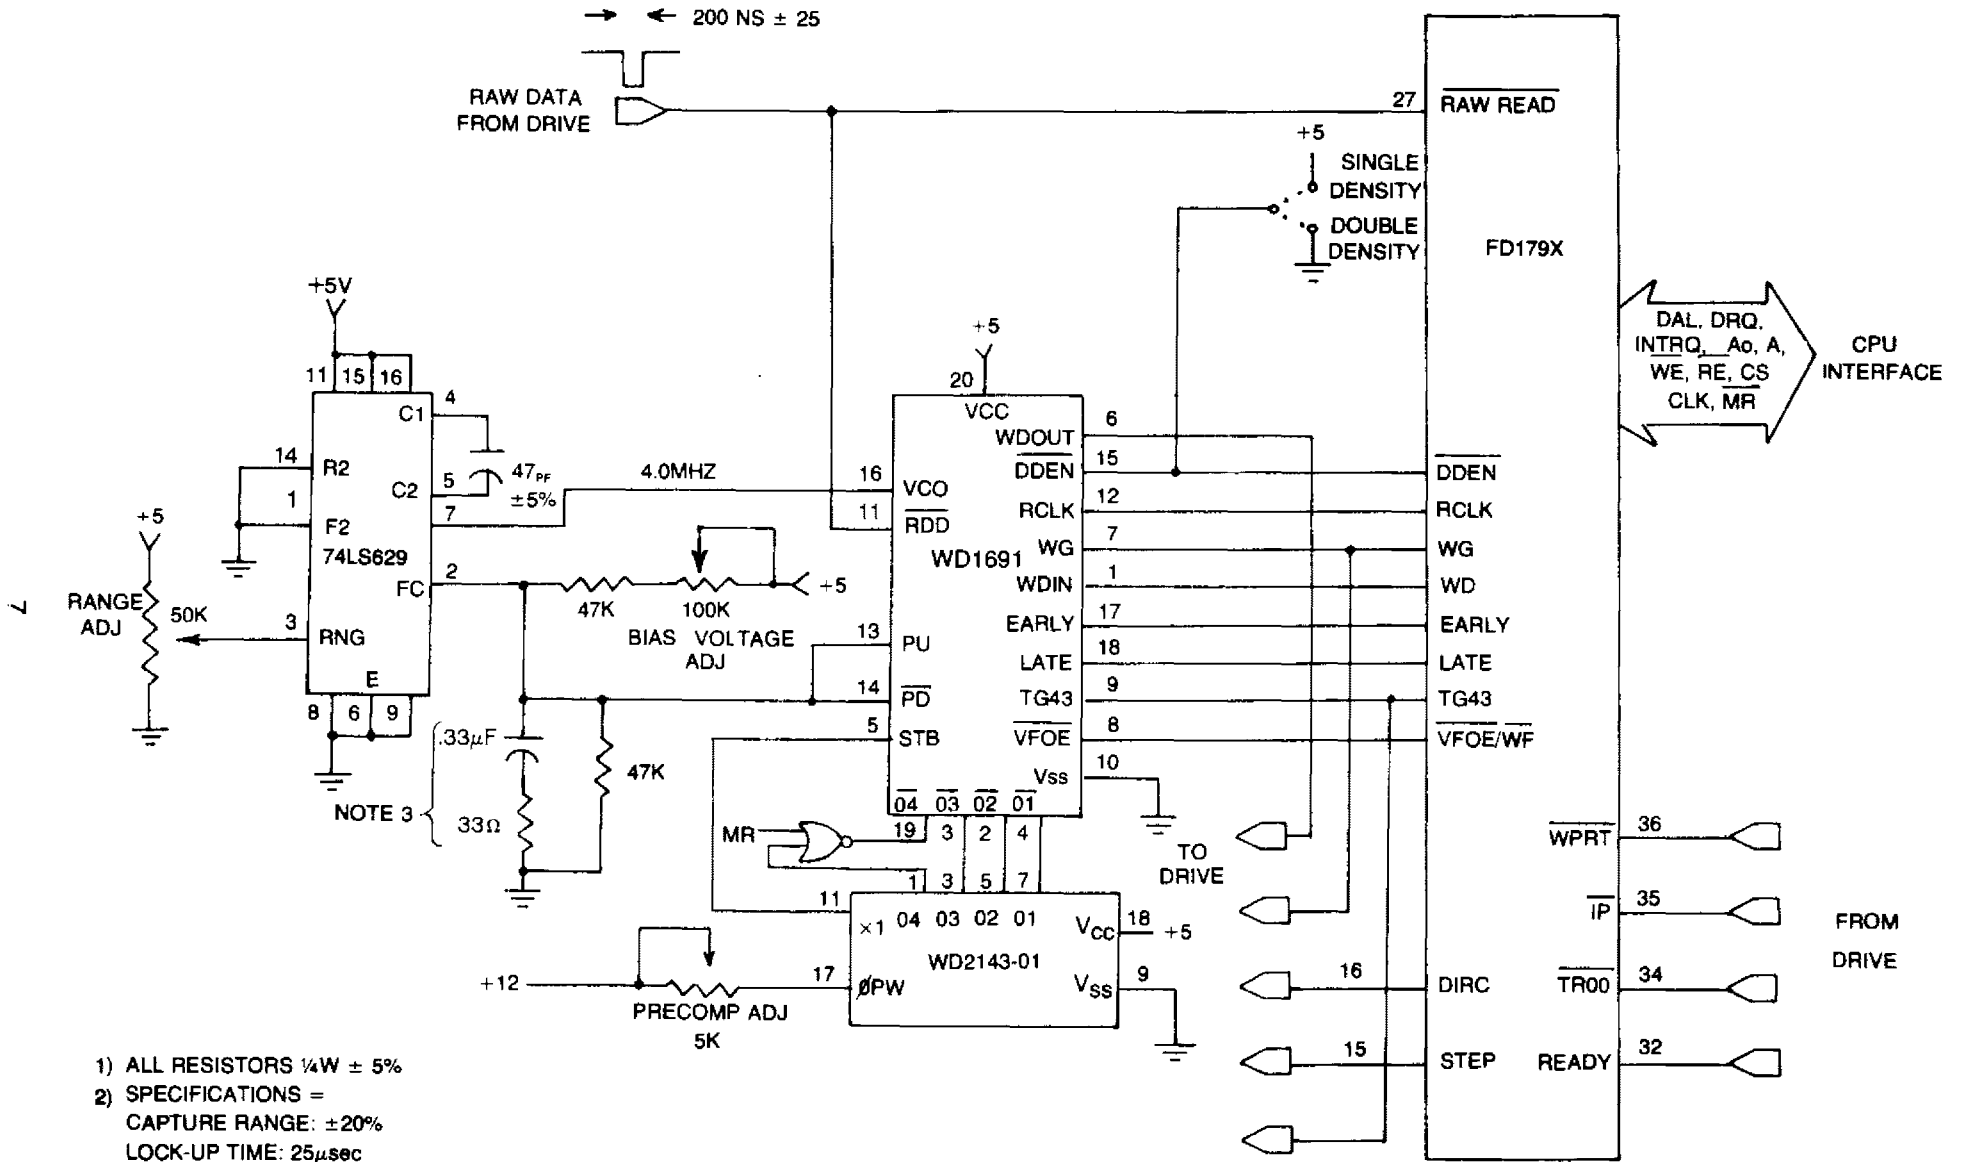 200 NS ± 25
RAW DATA
FROM DRIVE
27
RAW READ
+5
SINGLE
DENSITY
DOUBLE
DENSITY
FD179X
DAL, DRQ,
INTRQ, Ao, A,
WE, RE, CS
CLK, MR
CPU
INTERFACE
+5V
11 15 16
C1
4
47PF
±5%
C2
5
14
R2
1
F2
7
74LS629
FC
2
+5
RANGE
ADJ
50K
3
RNG
E
8 6 9
4.0MHZ
47K
100K
+5
BIAS VOLTAGE
ADJ
.33µF
NOTE 3
33Ω
47K
+5
20
VCC
WDOUT
6
DDEN
15
DDEN
16
VCO
RCLK
12
RCLK
11
RDD
WD1691
WG
7
WG
WDIN
1
WD
EARLY
17
EARLY
13
PU
LATE
18
LATE
14
PD
TG43
9
TG43
5
STB
VFOE
8
VFOE/WF
Vss
10
04 03 02 01
19 3 2 4
MR
1 3 5 7
11
×1 04 03 02 01
VCC
18
+5
WD2143-01
+12
17
ØPW
VSS
9
PRECOMP ADJ
5K
TO
DRIVE
16
DIRC
15
STEP
WPRT
36
IP
35
TR00
34
READY
32
FROM
DRIVE
7
1) ALL RESISTORS ¼W ± 5%
2) SPECIFICATIONS =
CAPTURE RANGE: ±20%
LOCK-UP TIME: 25µsec